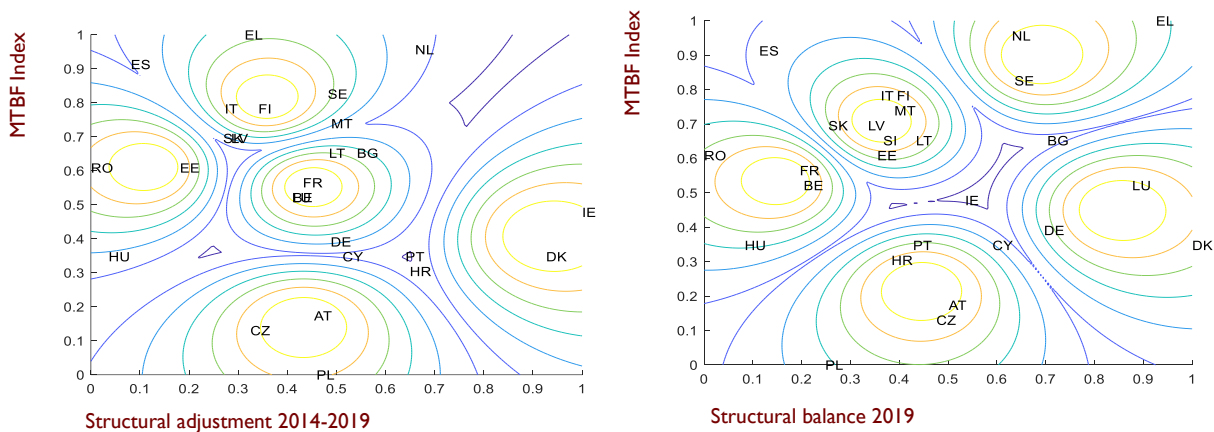 MTBF Index
1
0.9
0.8
0.7
0.6
0.5
0.4
0.3
0.2
0.1
0
0 0.1 0.2 0.3 0.4 0.5 0.6 0.7 0.8 0.9 1
EL
NL
ES
SE
IT FI
MT
SK LV
LT BG
RO EE
FR
BE
IE
DE
HU CY PT DK
HR
AT
CZ
PL
Structural adjustment 2014-2019
MTBF Index
1
0.9
0.8
0.7
0.6
0.5
0.4
0.3
0.2
0.1
0
0 0.1 0.2 0.3 0.4 0.5 0.6 0.7 0.8 0.9 1
EL
NL
ES
SE
IT FI
MT
SK LV
SI LT BG
RO EE
FR
BE LU
IE
DE
HU PT CY DK
HR
AT
CZ
PL
Structural balance 2019